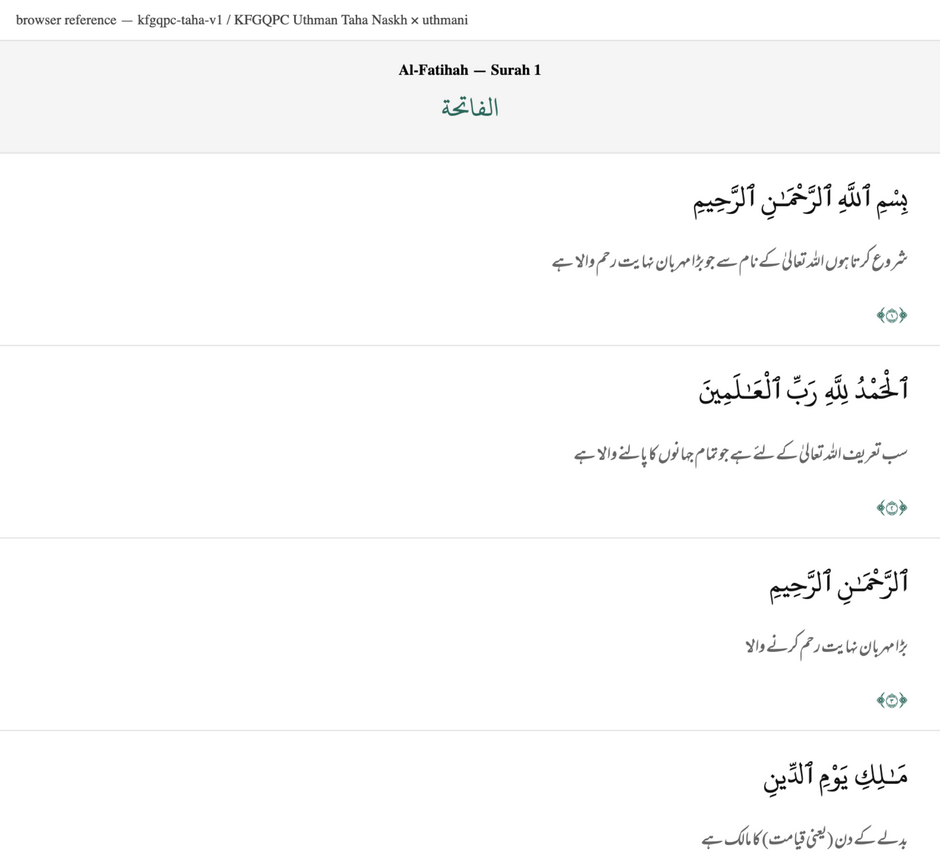 browser reference — kfgqpc-taha-v1 / KFGQPC Uthman Taha Naskh × uthmani
Al-Fatihah — Surah 1
الفاتحة
بِسْمِ ٱللَّهِ ٱلرَّحْمَـٰنِ ٱلرَّحِيمِ
شروع کرتا ہوں اللہ تعالیٰ کے نام سے جو بڑا مہربان نہایت رحم والا ہے
﴿١﴾
ٱلْحَمْدُ لِلَّهِ رَبِّ ٱلْعَـٰلَمِينَ
سب تعریف اللہ تعالیٰ کے لئے ہے جو تمام جہانوں کا پالنے والا ہے
﴿٢﴾
ٱلرَّحْمَـٰنِ ٱلرَّحِيمِ
بڑا مہربان نہایت رحم کرنے والا
﴿٣﴾
مَـٰلِكِ يَوْمِ ٱلدِّينِ
بدلے کے دن (یعنی قیامت) کا مالک ہے